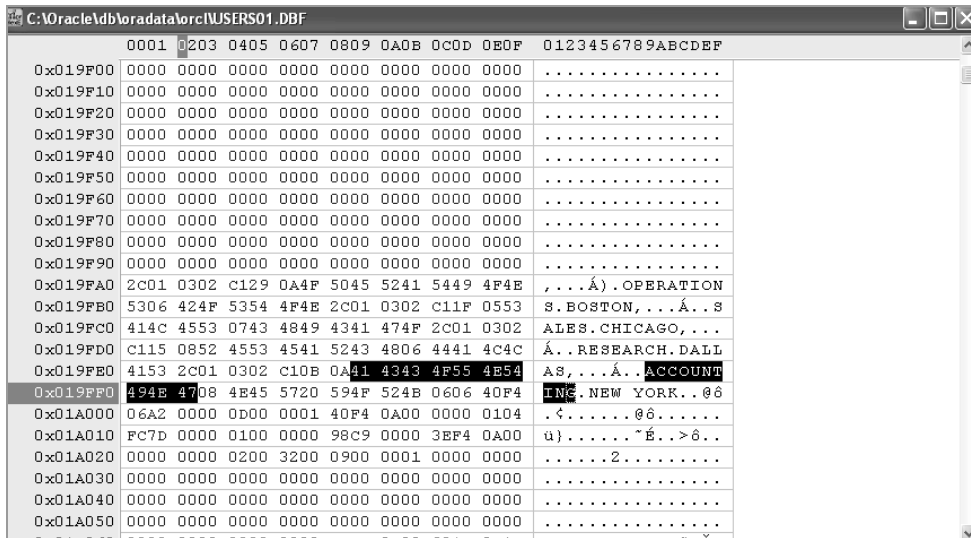 C:\Oracle\db\oradata\orcl\USERS01.DBF
0001 0203 0405 0607 0809 0A0B 0C0D 0E0F 0123456789ABCDEF
0x019F00 0000 0000 0000 0000 0000 0000 0000 0000 ................
0x019F10 0000 0000 0000 0000 0000 0000 0000 0000 ................
0x019F20 0000 0000 0000 0000 0000 0000 0000 0000 ................
0x019F30 0000 0000 0000 0000 0000 0000 0000 0000 ................
0x019F40 0000 0000 0000 0000 0000 0000 0000 0000 ................
0x019F50 0000 0000 0000 0000 0000 0000 0000 0000 ................
0x019F60 0000 0000 0000 0000 0000 0000 0000 0000 ................
0x019F70 0000 0000 0000 0000 0000 0000 0000 0000 ................
0x019F80 0000 0000 0000 0000 0000 0000 0000 0000 ................
0x019F90 0000 0000 0000 0000 0000 0000 0000 0000 ................
0x019FA0 2C01 0302 C129 0A4F 5045 5241 5449 4F4E ,...Á).OPERATION
0x019FB0 5306 424F 5354 4F4E 2C01 0302 C11F 0553 S.BOSTON,...Á..S
0x019FC0 414C 4553 0743 4849 4341 474F 2C01 0302 ALES.CHICAGO,...
0x019FD0 C115 0852 4553 4541 5243 4806 4441 4C4C Á..RESEARCH.DALL
0x019FE0 4153 2C01 0302 C10B 0A41 4343 4F55 4E54 AS,...Á..ACCOUNT
0x019FF0 494E 4708 4E45 5720 594F 524B 0606 40F4 ING.NEW YORK..@ô
0x01A000 06A2 0000 0D00 0001 40F4 0A00 0000 0104 .¢......@ô......
0x01A010 FC7D 0000 0100 0000 98C9 0000 3EF4 0A00 ü}......˜É..>ô..
0x01A020 0000 0000 0200 3200 0900 0001 0000 0000 ......2.........
0x01A030 0000 0000 0000 0000 0000 0000 0000 0000 ................
0x01A040 0000 0000 0000 0000 0000 0000 0000 0000 ................
0x01A050 0000 0000 0000 0000 0000 0000 0000 0000 ................